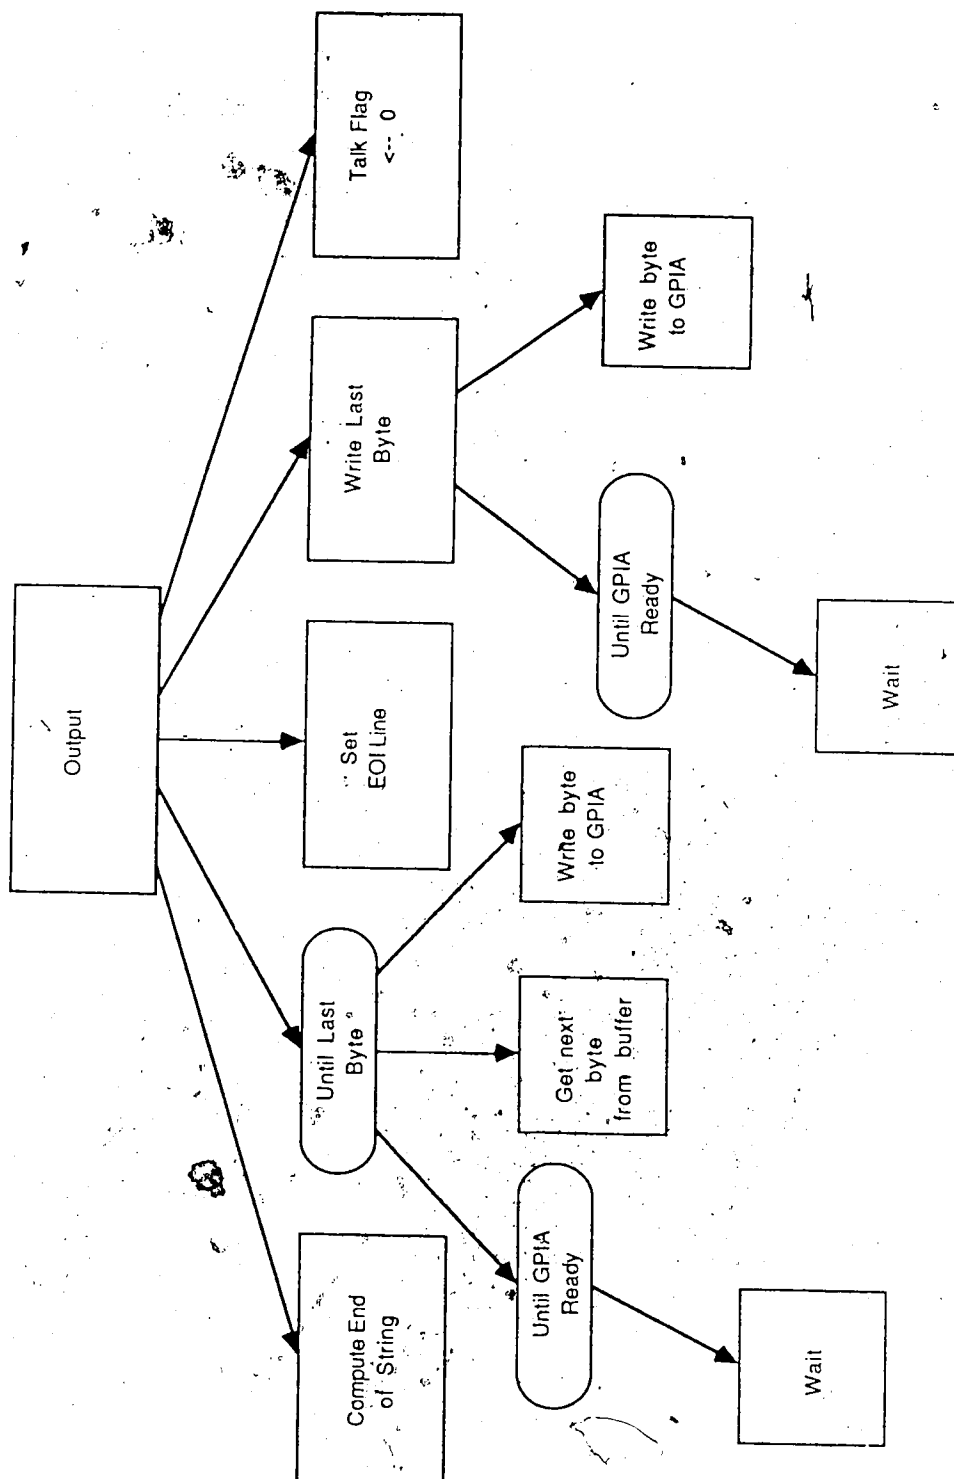 Output
Compute End
of String
Until Last
Byte
Set
EOI Line
Write Last
Byte
Talk Flag
<-- 0
Until GPIA
Ready
Get next
byte
from buffer
Write byte
to GPIA
Until GPIA
Ready
Write byte
to GPIA
Wait
Wait